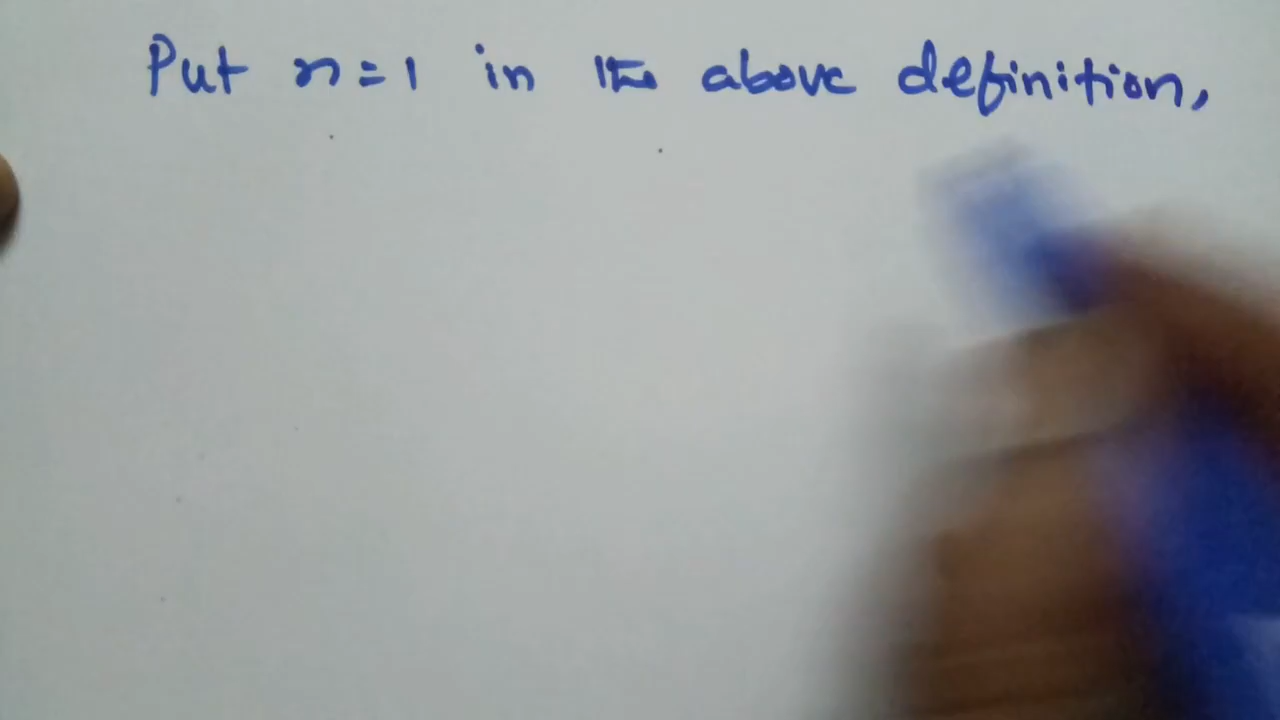 Put n=1 in the above definition,